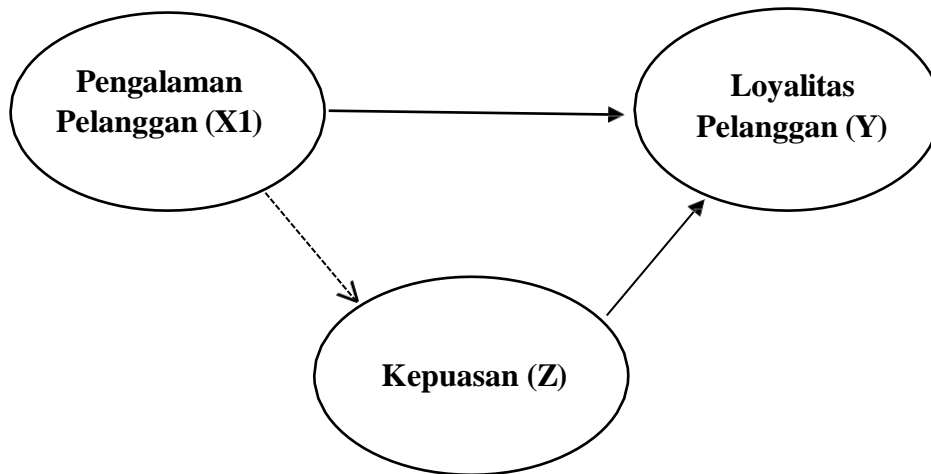 Pengalaman
Pelanggan (X1)
Loyalitas
Pelanggan (Y)
Kepuasan (Z)